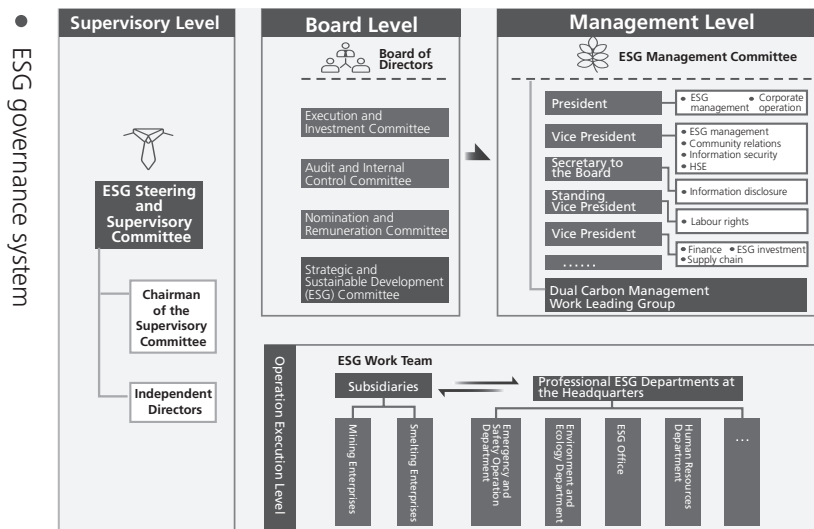 ESG governance system
Supervisory Level
ESG Steering
and
Supervisory
Committee
Chairman
of the
Supervisory
Committee
Independent
Directors
Board Level
Board of
Directors
Execution and
Investment Committee
Audit and Internal
Control Committee
Nomination and
Remuneration Committee
Strategic and
Sustainable Development
(ESG) Committee
Management Level
ESG Management Committee
President
• ESG management
• Corporate operation
Vice President
• ESG management
• Community relations
• Information security
• HSE
Secretary to
the Board
• Information disclosure
Standing
Vice President
• Labour rights
Vice President
• Finance • ESG investment
• Supply chain
......
Dual Carbon Management
Work Leading Group
Operation Execution Level
ESG Work Team
Subsidiaries
Mining Enterprises
Smelting Enterprises
Professional ESG Departments at
the Headquarters
Emergency and
Safety Operation
Department
Environment and
Ecology Department
ESG Office
Human Resources
Department
...